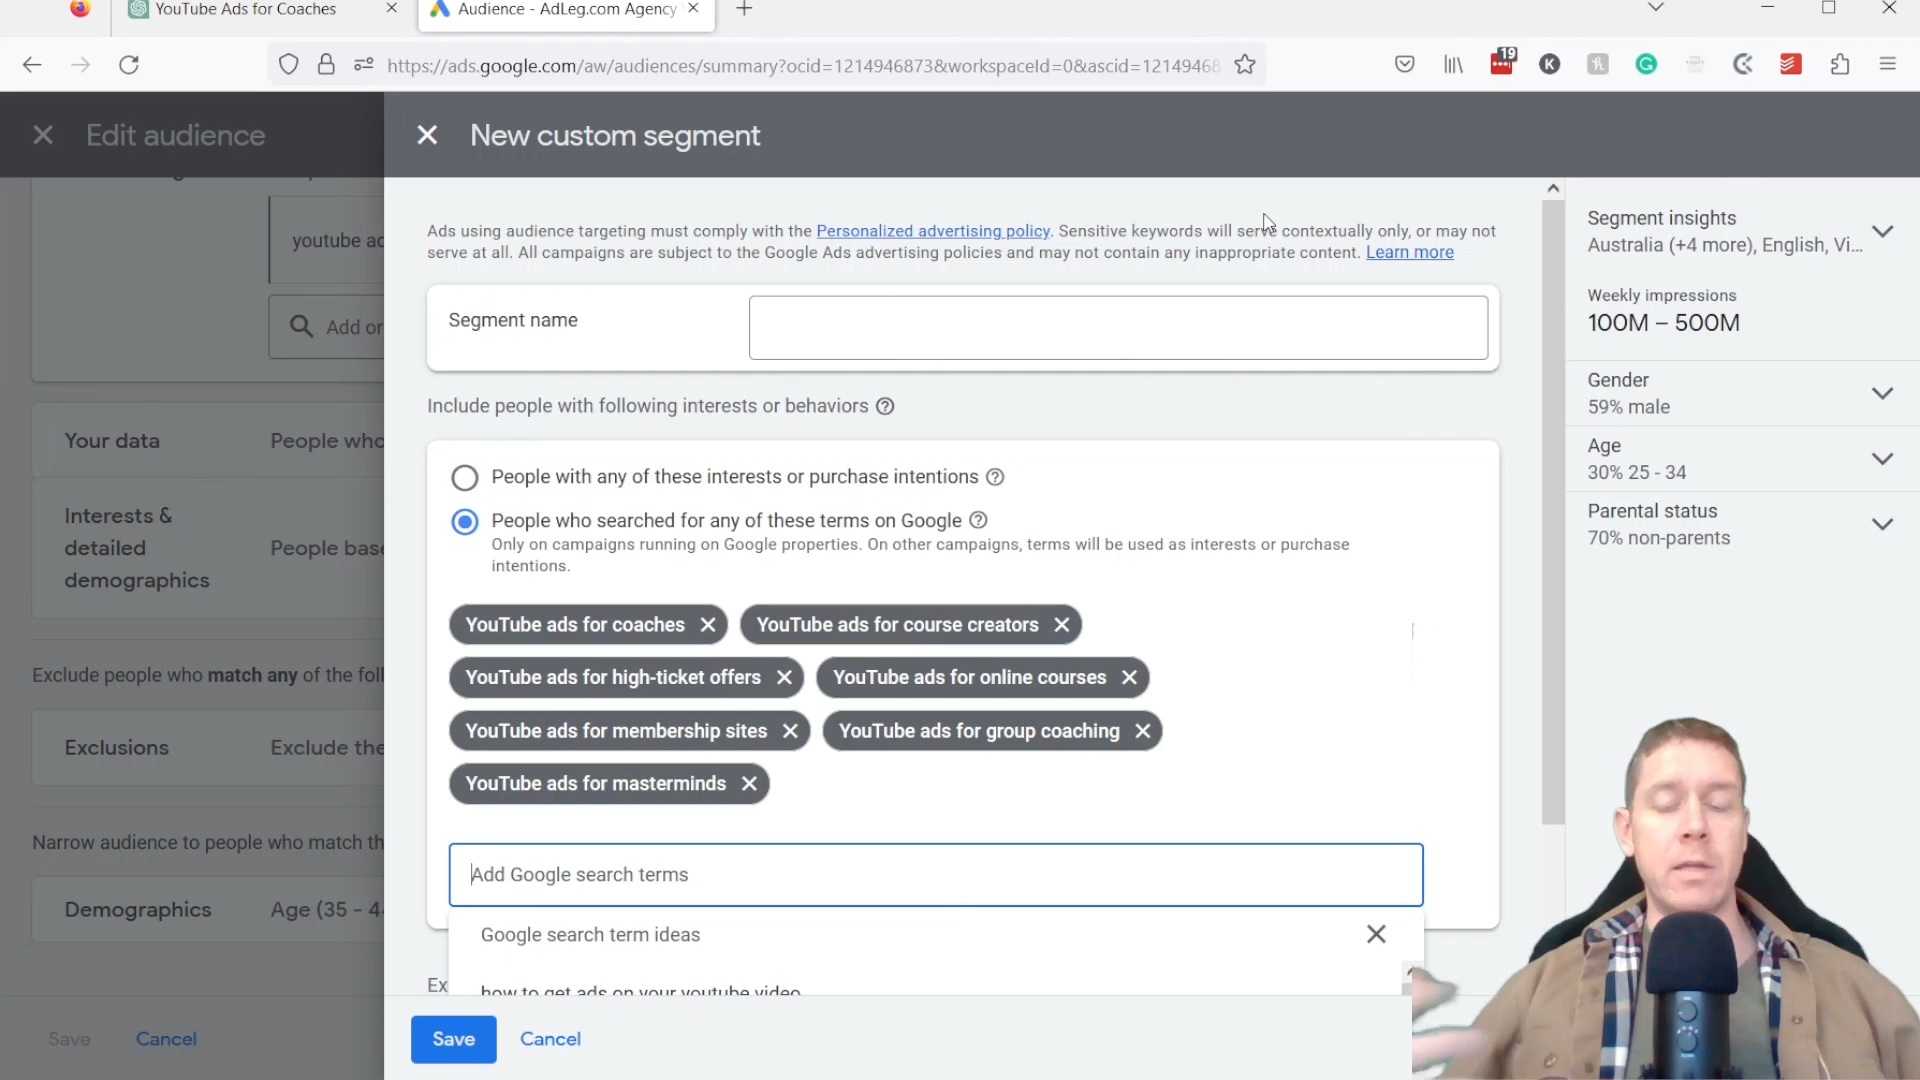 YouTube Ads for Coaches
Audience - AdLeg.com Agency
https://ads.google.com/aw/audiences/summary?ocid=1214946873&workspaceId=0&ascid=12149468
19
Edit audience
New custom segment
youtube ad
Add or
Your data People who
Interests &
detailed
demographics
People base
Exclude people who match any of the foll
Exclusions Exclude the
Narrow audience to people who match th
Demographics Age (35 - 44
Save Cancel
Ads using audience targeting must comply with the Personalized advertising policy. Sensitive keywords will serve contextually only, or may not
serve at all. All campaigns are subject to the Google Ads advertising policies and may not contain any inappropriate content. Learn more
Segment name
Include people with following interests or behaviors
People with any of these interests or purchase intentions
People who searched for any of these terms on Google
Only on campaigns running on Google properties. On other campaigns, terms will be used as interests or purchase
intentions.
YouTube ads for coaches YouTube ads for course creators
YouTube ads for high-ticket offers YouTube ads for online courses
YouTube ads for membership sites YouTube ads for group coaching
YouTube ads for masterminds
Add Google search terms
Google search term ideas
how to get ads on your youtube video
Ex
Save Cancel
Segment insights
Australia (+4 more), English, Vi...
Weekly impressions
100M – 500M
Gender
59% male
Age
30% 25 - 34
Parental status
70% non-parents